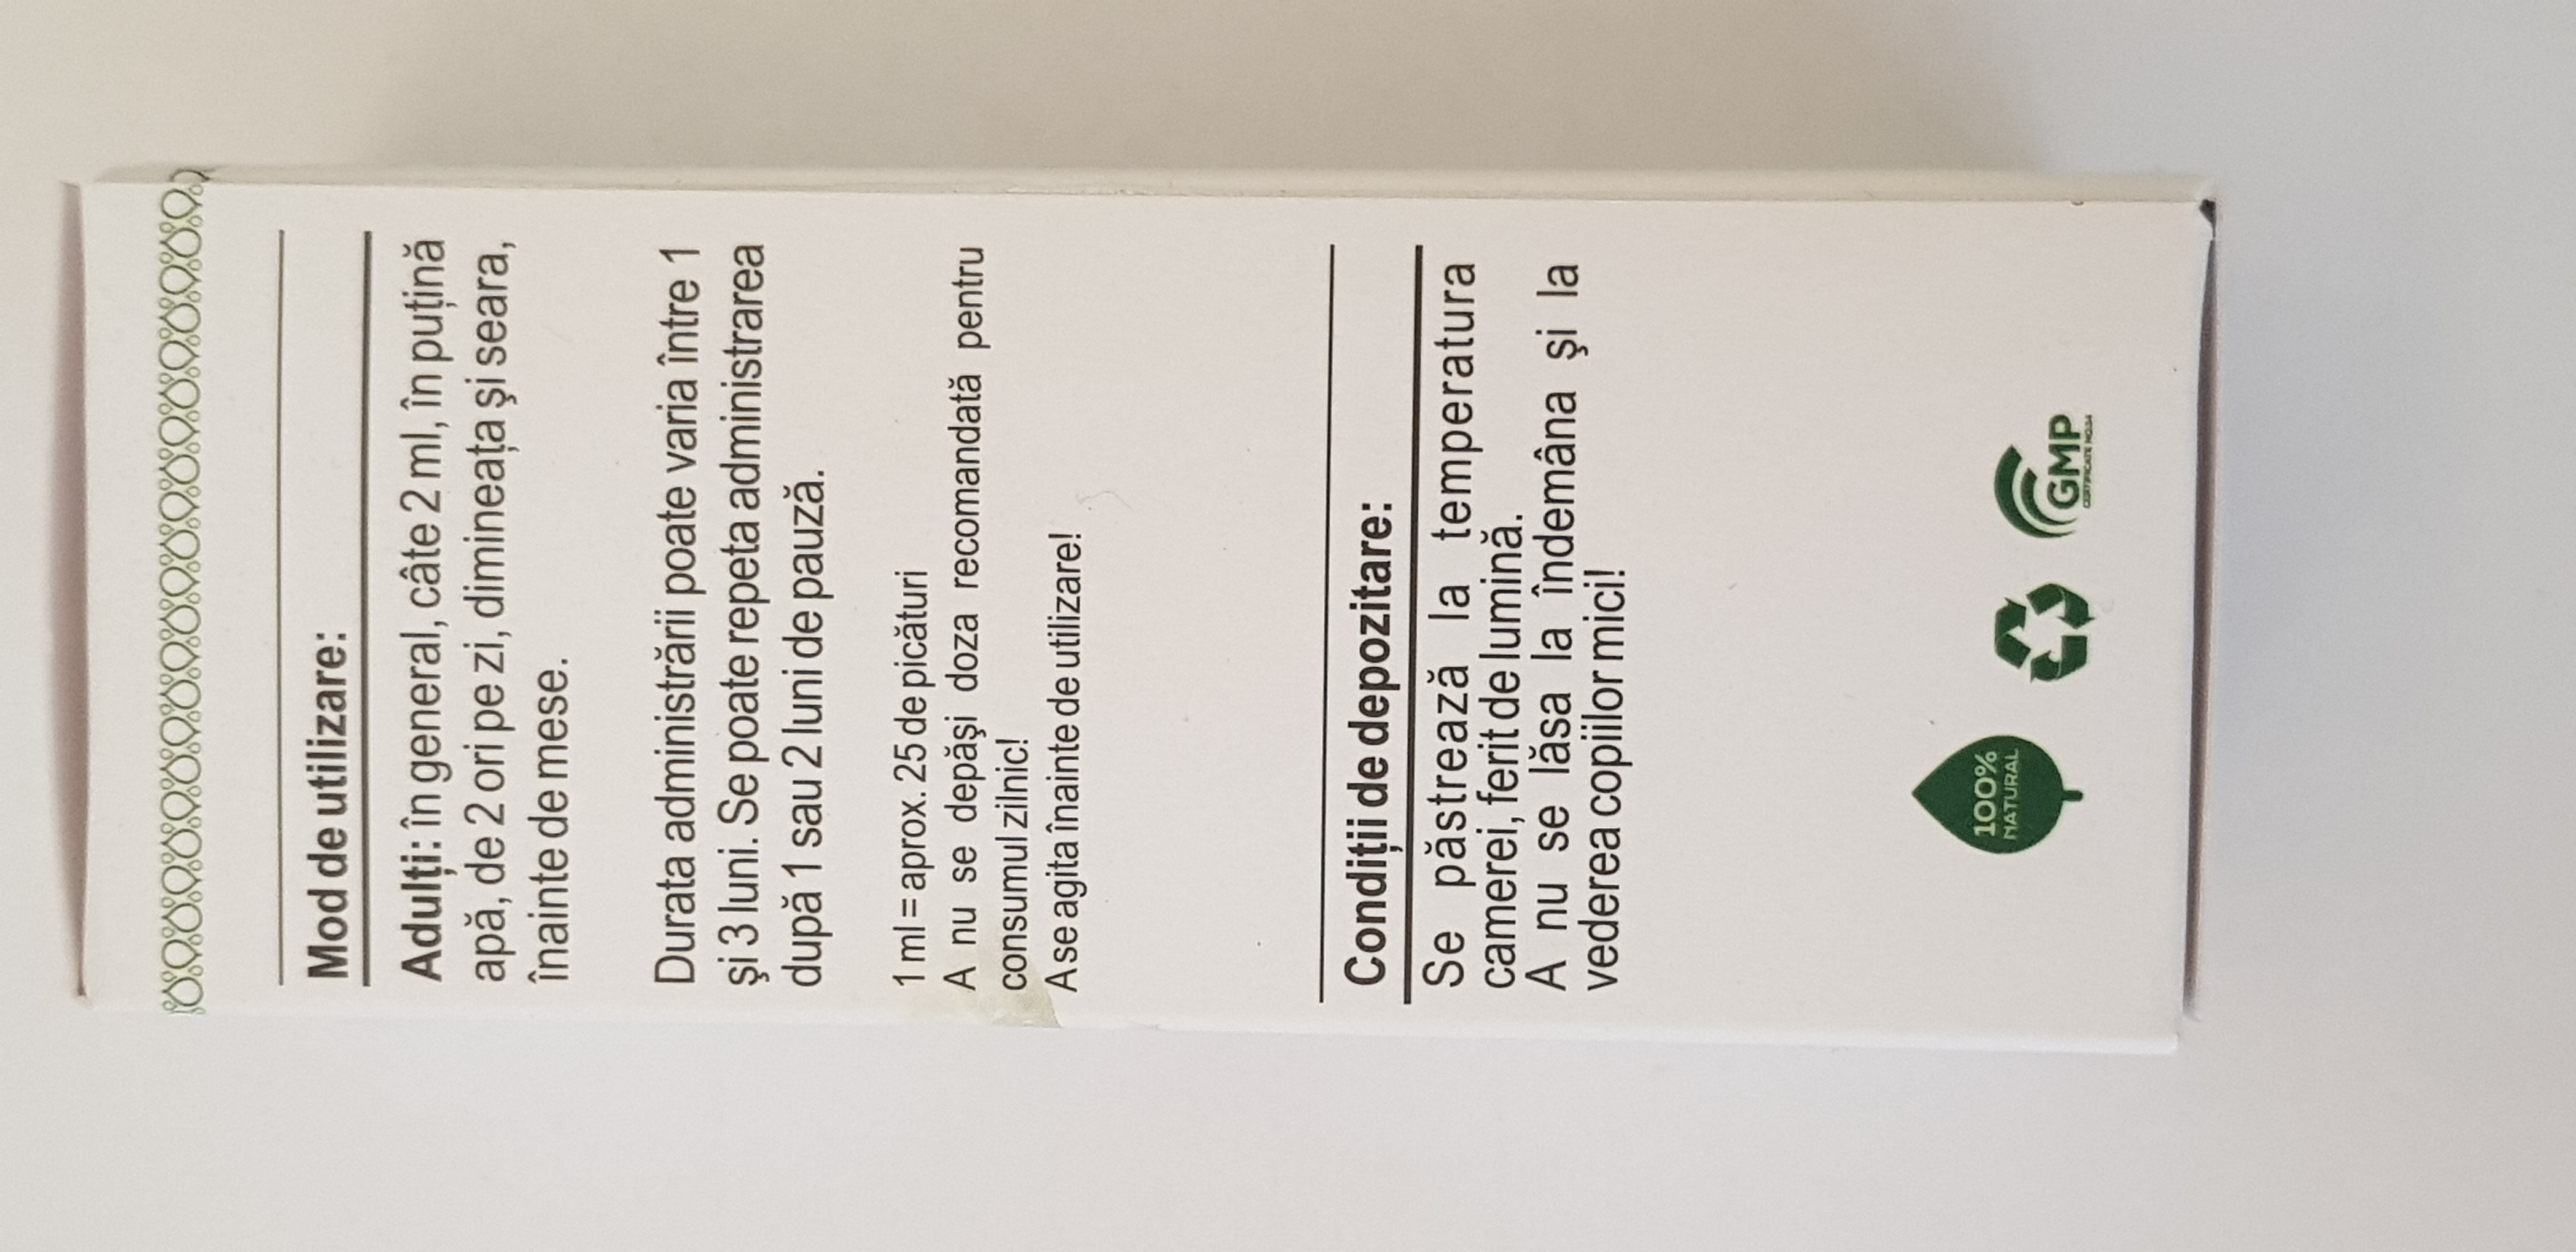 Mod de utilizare:
Adulți: în general, câte 2 ml, în puțină
apă, de 2 ori pe zi, dimineața şi seara,
înainte de mese.
Durata administrării poate varia între 1
şi 3 luni. Se poate repeta administrarea
după 1 sau 2 luni de pauză.
1 ml = aprox. 25 de picături
A nu se depăşi doza recomandată pentru
consumul zilnic!
A se agita înainte de utilizare!
Condiții de depozitare:
Se păstrează la temperatura
camerei, ferit de lumină.
A nu se lăsa la îndemâna şi la
vederea copiilor mici!
100%
NATURAL
GMP